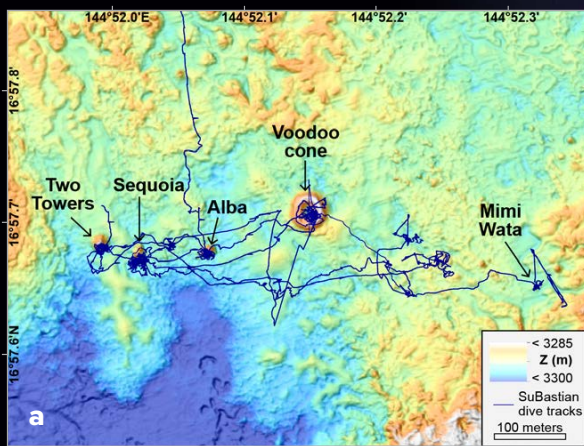 144°52.0'E
144°52.1'
144°52.2'
144°52.3'
16°57.8'
16°57.7'
16°57.6'N
Voodoo
cone
Two
Towers
Sequoia
Alba
Mimi
Wata
< 3285
Z (m)
< 3300
SuBastian
dive tracks
100 meters
a